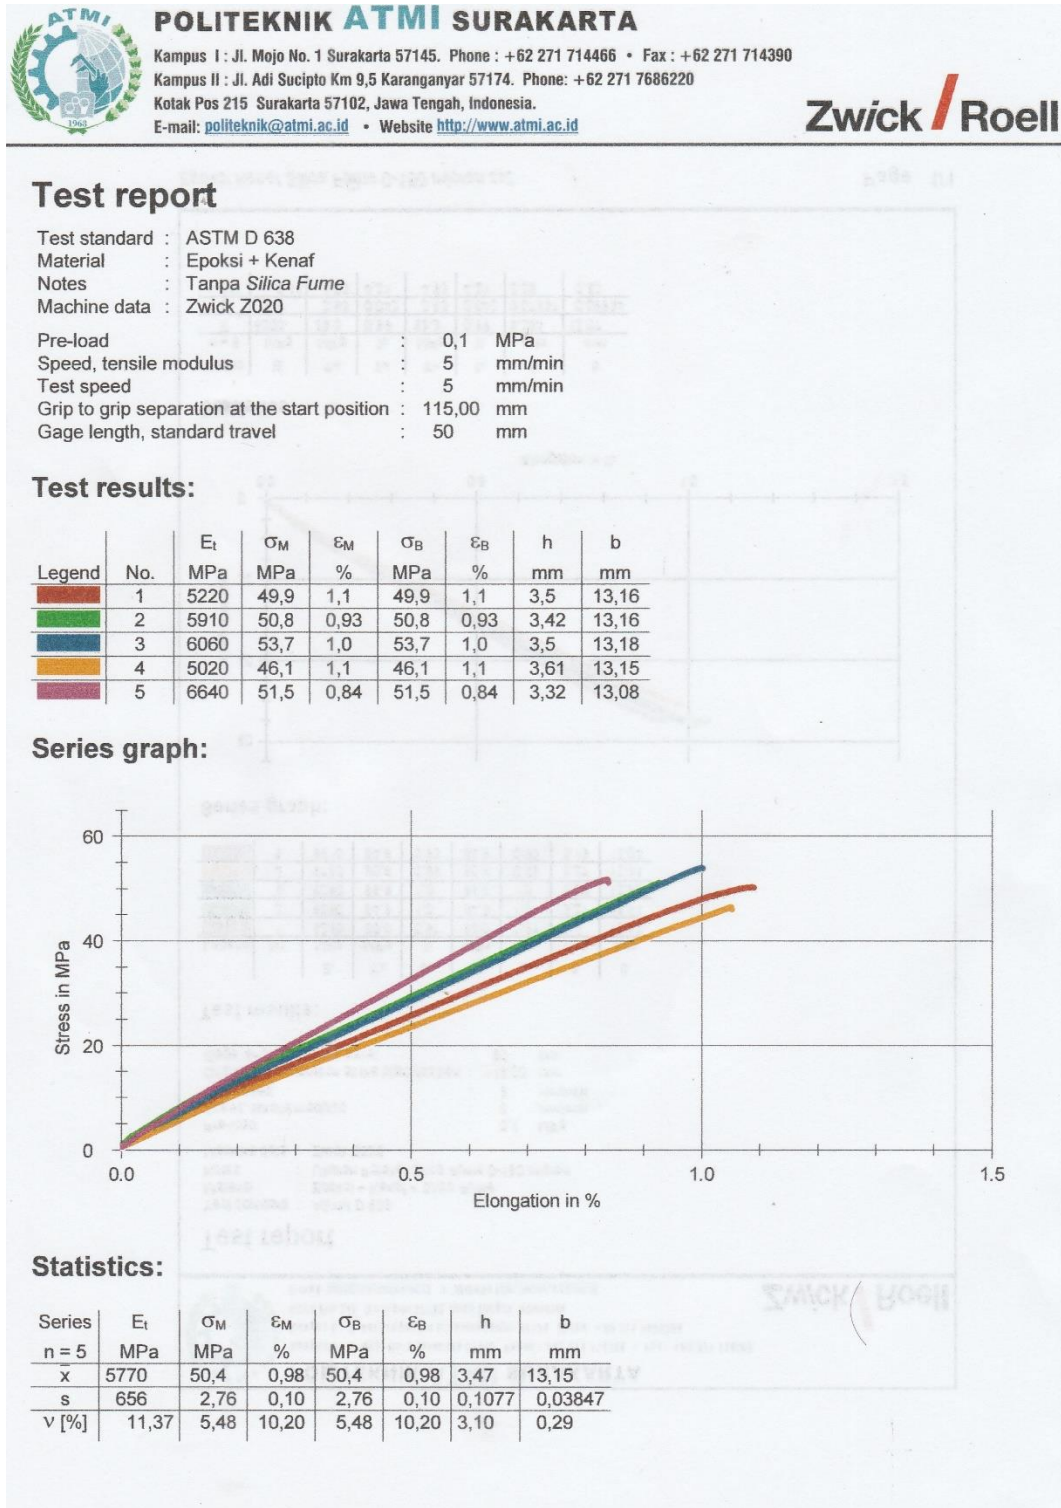 ATMI
1968
POLITEKNIK ATMI SURAKARTA
Kampus I : Jl. Mojo No. 1 Surakarta 57145. Phone : +62 271 714466 • Fax : +62 271 714390
Kampus II : Jl. Adi Sucipto Km 9,5 Karanganyar 57174. Phone: +62 271 7686220
Kotak Pos 215 Surakarta 57102, Jawa Tengah, Indonesia.
E-mail: politeknik@atmi.ac.id • Website http://www.atmi.ac.id
Zwick / Roell
Test report
Test standard : ASTM D 638
Material : Epoksi + Kenaf
Notes : Tanpa Silica Fume
Machine data : Zwick Z020
Pre-load : 0,1 MPa
Speed, tensile modulus : 5 mm/min
Test speed : 5 mm/min
Grip to grip separation at the start position : 115,00 mm
Gage length, standard travel : 50 mm
Test results:
Et σM εM σB εB h b
Legend No. MPa MPa % MPa % mm mm
1 5220 49,9 1,1 49,9 1,1 3,5 13,16
2 5910 50,8 0,93 50,8 0,93 3,42 13,16
3 6060 53,7 1,0 53,7 1,0 3,5 13,18
4 5020 46,1 1,1 46,1 1,1 3,61 13,15
5 6640 51,5 0,84 51,5 0,84 3,32 13,08
Series graph:
60
40
20
0
Stress in MPa
0.0 0.5 1.0 1.5
Elongation in %
Statistics:
Series Et σM εM σB εB h b
n = 5 MPa MPa % MPa % mm mm
x̄ 5770 50,4 0,98 50,4 0,98 3,47 13,15
s 656 2,76 0,10 2,76 0,10 0,1077 0,03847
ν [%] 11,37 5,48 10,20 5,48 10,20 3,10 0,29